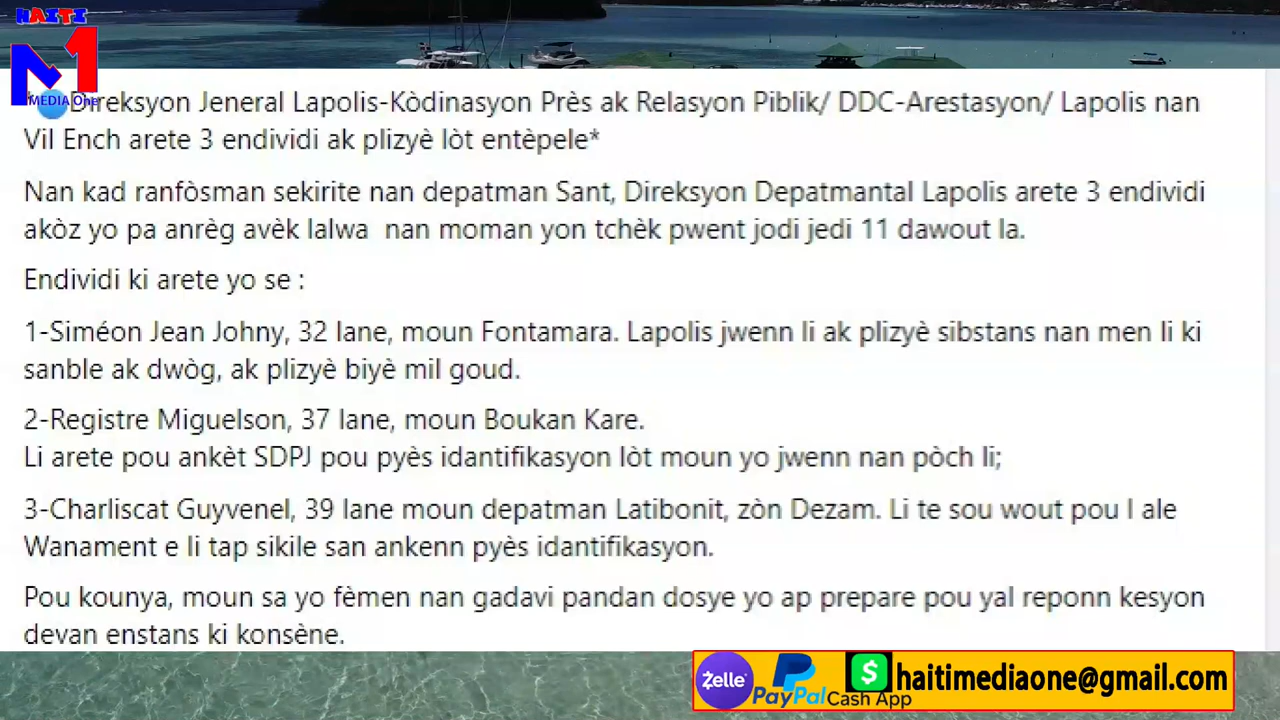 HAITI
M1
MEDIA One
Direksyon Jeneral Lapolis-Kòdinasyon Près ak Relasyon Piblik/ DDC-Arestasyon/ Lapolis nan
Vil Ench arete 3 endividi ak plizyè lòt entèpele*
Nan kad ranfòsman sekirite nan depatman Sant, Direksyon Depatmantal Lapolis arete 3 endividi
akòz yo pa anrèg avèk lalwa nan moman yon tchèk pwent jodi jedi 11 dawout la.
Endividi ki arete yo se :
1-Siméon Jean Johny, 32 lane, moun Fontamara. Lapolis jwenn li ak plizyè sibstans nan men li ki
sanble ak dwòg, ak plizyè biyè mil goud.
2-Registre Miguelson, 37 lane, moun Boukan Kare.
Li arete pou ankèt SDPJ pou pyès idantifikasyon lòt moun yo jwenn nan pòch li;
3-Charliscat Guyvenel, 39 lane moun depatman Latibonit, zòn Dezam. Li te sou wout pou l ale
Wanament e li tap sikile san ankenn pyès idantifikasyon.
Pou kounya, moun sa yo fèmen nan gadavi pandan dosye yo ap prepare pou yal reponn kesyon
devan enstans ki konsène.
Zelle PayPal $ Cash App haitimediaone@gmail.com